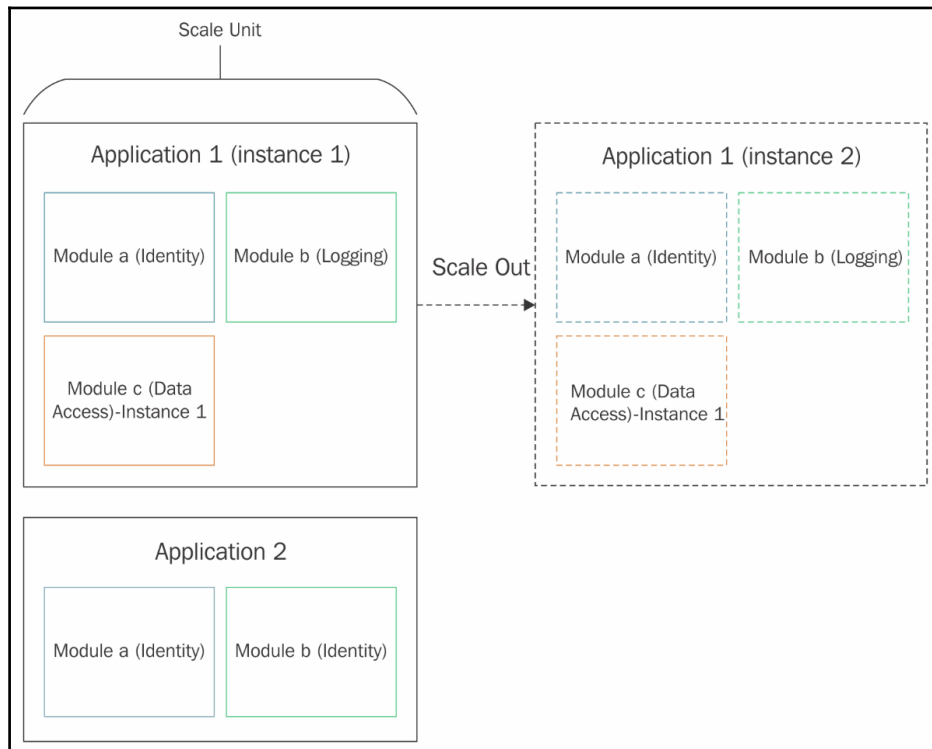 Scale Unit
Application 1 (instance 1)
Module a (Identity)
Module b (Logging)
Module c (Data
Access)-Instance 1
Scale Out
Application 1 (instance 2)
Module a (Identity)
Module b (Logging)
Module c (Data
Access)-Instance 1
Application 2
Module a (Identity)
Module b (Identity)